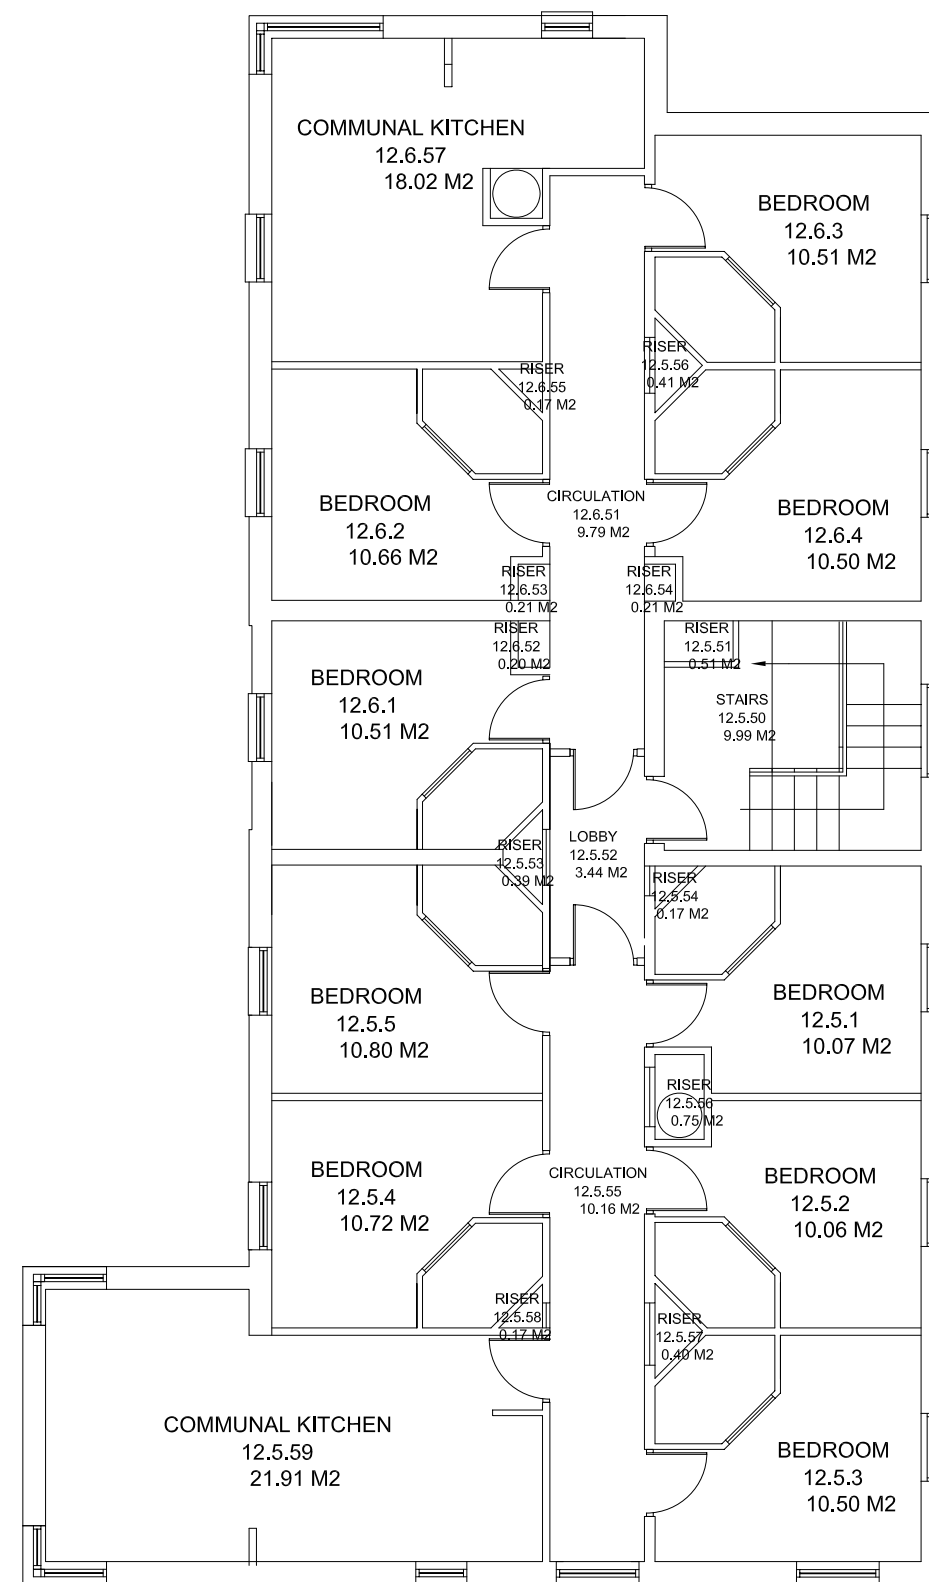 COMMUNAL KITCHEN
12.6.57
18.02 M2
BEDROOM
12.6.3
10.51 M2
RISER
12.5.56
0.41 M2
RISER
12.6.55
0.17 M2
BEDROOM
12.6.2
10.66 M2
CIRCULATION
12.6.51
9.79 M2
BEDROOM
12.6.4
10.50 M2
RISER
12.6.53
0.21 M2
RISER
12.6.54
0.21 M2
RISER
12.6.52
0.20 M2
RISER
12.5.51
0.51 M2
BEDROOM
12.6.1
10.51 M2
STAIRS
12.5.50
9.99 M2
RISER
12.5.53
0.39 M2
LOBBY
12.5.52
3.44 M2
RISER
12.5.54
0.17 M2
BEDROOM
12.5.5
10.80 M2
BEDROOM
12.5.1
10.07 M2
RISER
12.5.56
0.75 M2
BEDROOM
12.5.4
10.72 M2
CIRCULATION
12.5.55
10.16 M2
BEDROOM
12.5.2
10.06 M2
RISER
12.5.58
0.17 M2
RISER
12.5.57
0.40 M2
COMMUNAL KITCHEN
12.5.59
21.91 M2
BEDROOM
12.5.3
10.50 M2